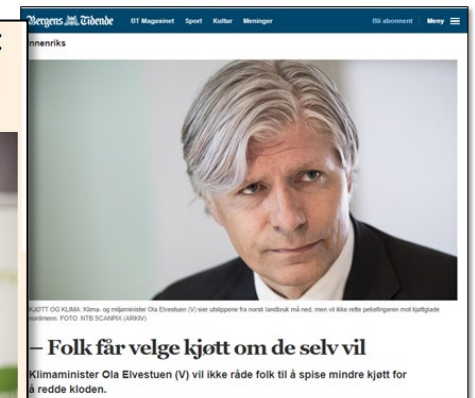 Bergens Tidende BT Magasinet Sport Kultur Meninger Bli abonnent Meny
nnenriks
KJØTT OG KLIMA: Klima- og miljøminister Ola Elvestuen (V) sier utslippene fra norsk landbruk må ned, men vil ikke rette pekefingeren mot kjøttglade
nordmenn. FOTO: NTB SCANPIX (ARKIV)
– Folk får velge kjøtt om de selv vil
Klimaminister Ola Elvestuen (V) vil ikke råde folk til å spise mindre kjøtt for
å redde kloden.